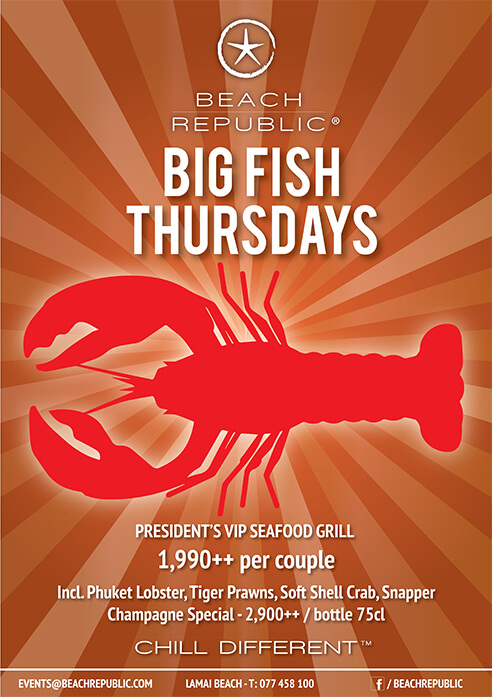 BEACH
REPUBLIC®
BIG FISH
THURSDAYS
PRESIDENT'S VIP SEAFOOD GRILL
1,990++ per couple
Incl. Phuket Lobster, Tiger Prawns, Soft Shell Crab, Snapper
Champagne Special - 2,900++ / bottle 75cl
CHILL DIFFERENT™
EVENTS@BEACHREPUBLIC.COM LAMAI BEACH - T: 077 458 100 f / BEACHREPUBLIC